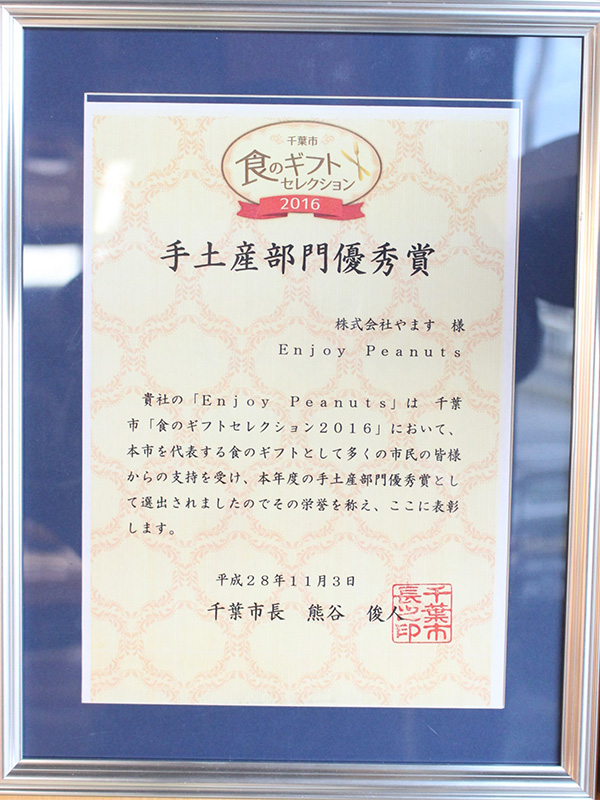 千葉市
食のギフト
セレクション
2016
手土産部門優秀賞
株式会社やます　様
Ｅｎｊｏｙ　Ｐｅａｎｕｔｓ
貴社の「Ｅｎｊｏｙ　Ｐｅａｎｕｔｓ」は　千葉
市「食のギフトセレクション２０１６」において、
本市を代表する食のギフトとして多くの市民の皆様
からの支持を受け、本年度の手土産部門優秀賞とし
て選出されましたのでその栄誉を称え、ここに表彰
します。
平成２８年１１月３日
千葉市長　熊谷　俊人
千葉市
長之印